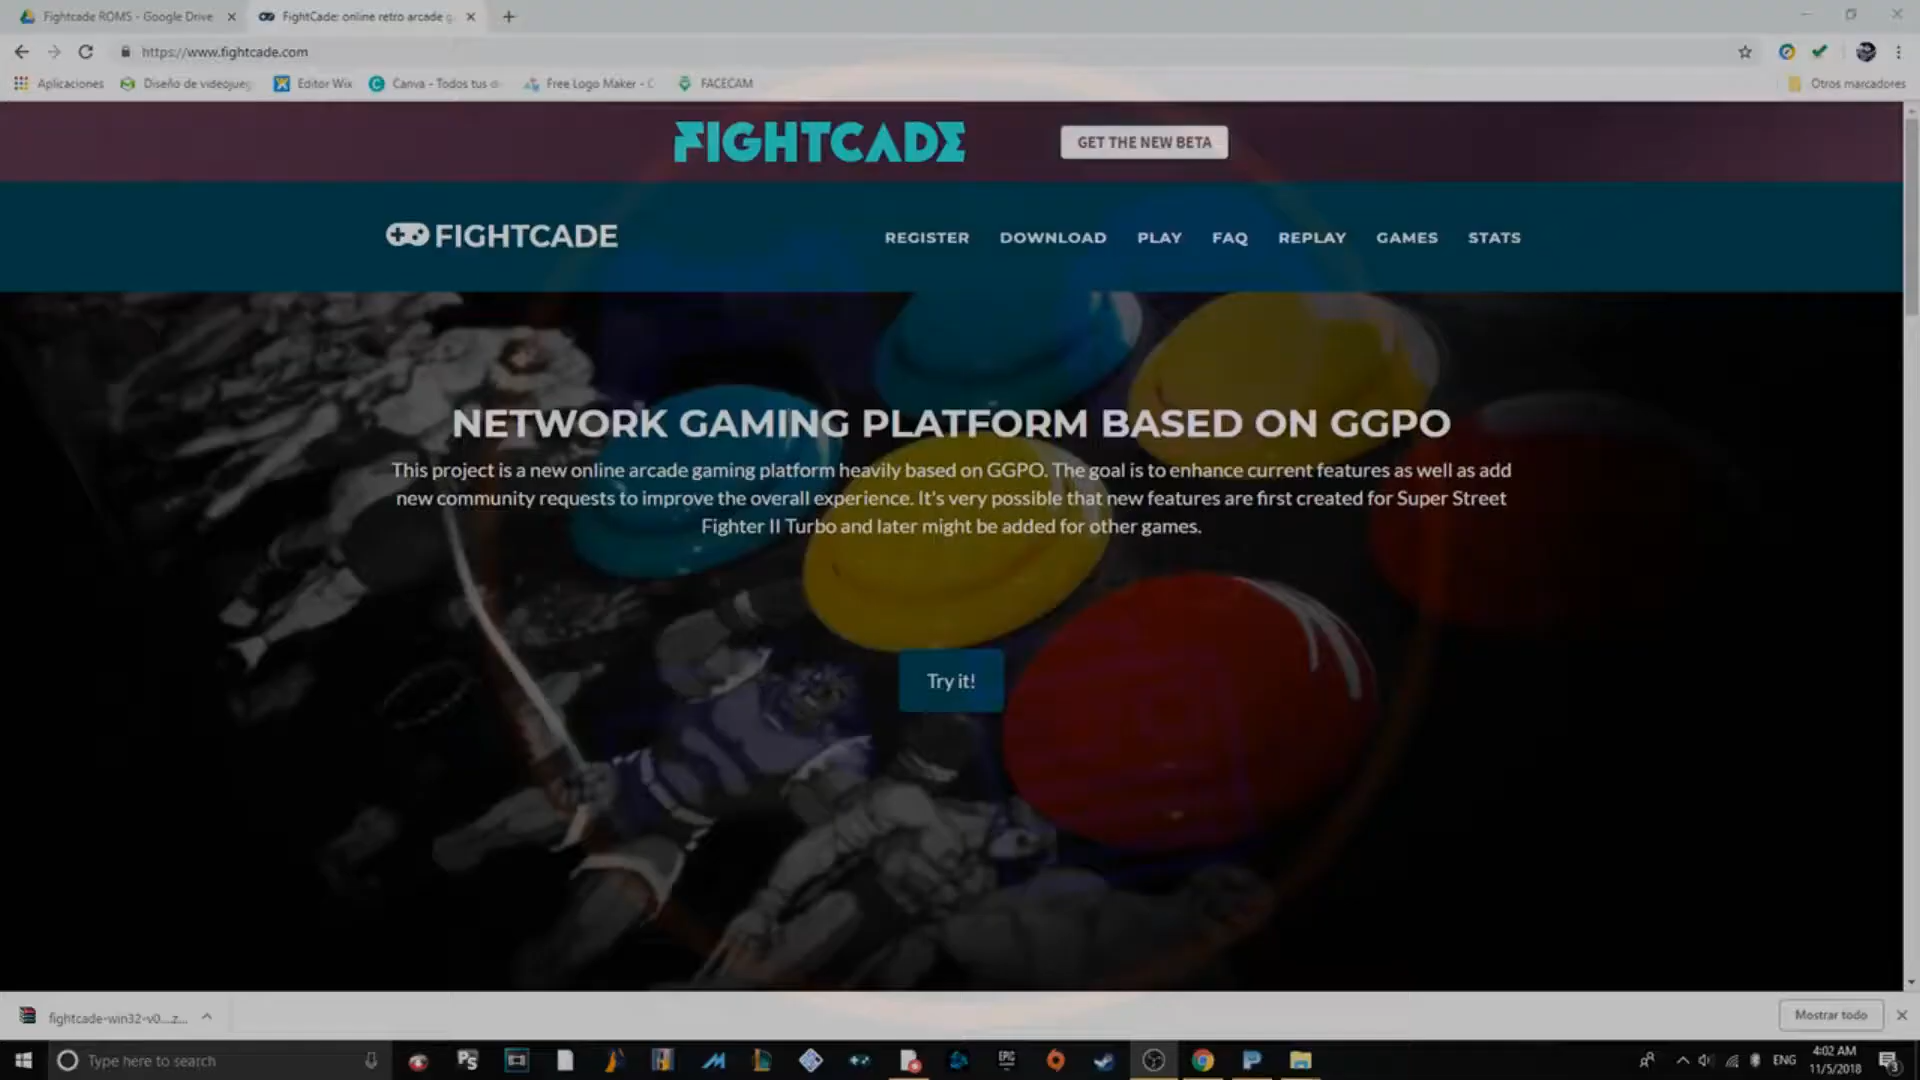 Fightcade ROMS - Google Drive
FightCade: online retro arcade g
https://www.fightcade.com
Aplicaciones
Diseño de videojueg
Editor Wix
Canva - Todos tus d
Free Logo Maker - C
FACECAM
Otros marcadores
FIGHTCADE
GET THE NEW BETA
FIGHTCADE
REGISTER
DOWNLOAD
PLAY
FAQ
REPLAY
GAMES
STATS
NETWORK GAMING PLATFORM BASED ON GGPO
This project is a new online arcade gaming platform heavily based on GGPO. The goal is to enhance current features as well as add
new community requests to improve the overall experience. It's very possible that new features are first created for Super Street
Fighter II Turbo and later might be added for other games.
Try it!
fightcade-win32-v0....z...
Mostrar todo
Type here to search
PS
EPIC
ENG
4:02 AM
11/5/2018
3